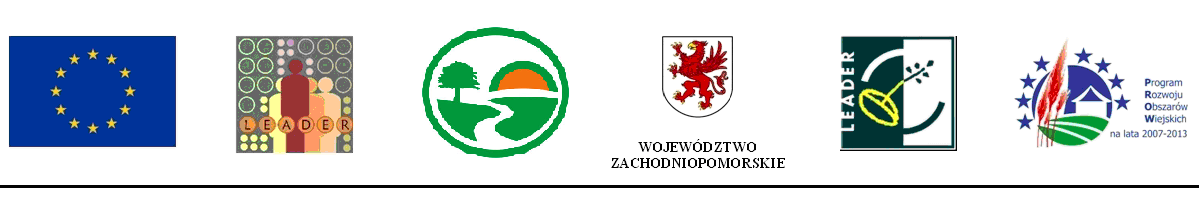 LEADER
WOJEWÓDZTWO
ZACHODNIOPOMORSKIE
LEADER
Program
Rozwoju
Obszarów
Wiejskich
na lata 2007-2013